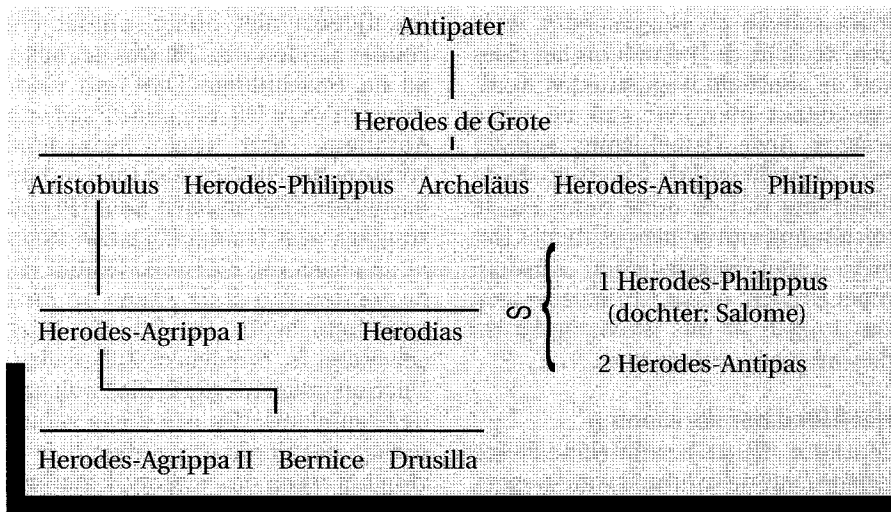 Antipater
Herodes de Grote
Aristobulus Herodes-Philippus Archeläus Herodes-Antipas Philippus
1 Herodes-Philippus
(dochter: Salome)
Herodes-Agrippa I Herodias
2 Herodes-Antipas
Herodes-Agrippa II Bernice Drusilla